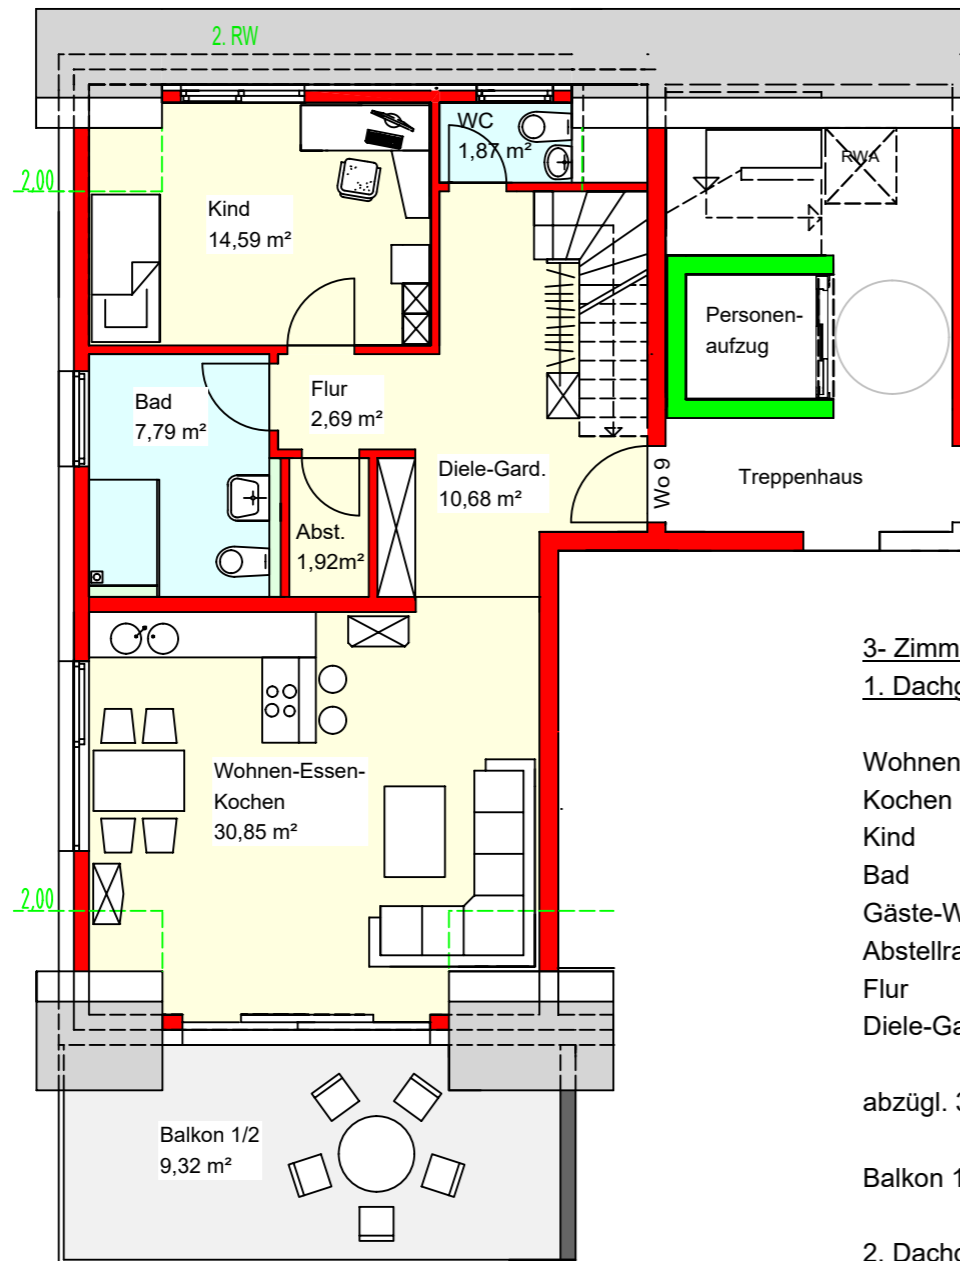 2. RW
WC
1,87 m²
RWA
2,00
Kind
14,59 m²
Personen-
aufzug
Flur
2,69 m²
Bad
7,79 m²
Diele-Gard.
10,68 m²
Wo 9
Treppenhaus
Abst.
1,92m²
3- Zimm
1. Dachg
Wohnen-Essen-
Kochen
30,85 m²
Wohnen
Kochen
Kind
Bad
Gäste-W
Abstellra
Flur
Diele-Ga
2,00
abzügl. 3
Balkon 1/2
9,32 m²
Balkon 1
2. Dachg